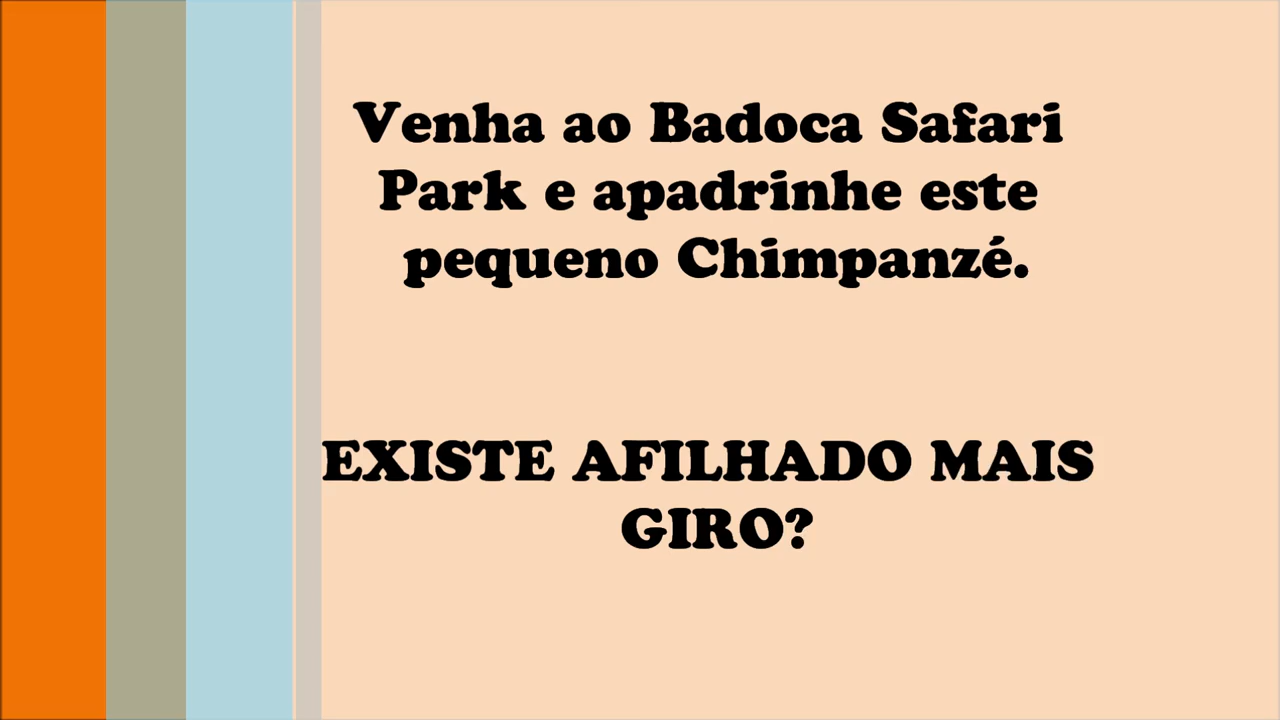 Venha ao Badoca Safari
Park e apadrinhe este
pequeno Chimpanzé.
EXISTE AFILHADO MAIS
GIRO?